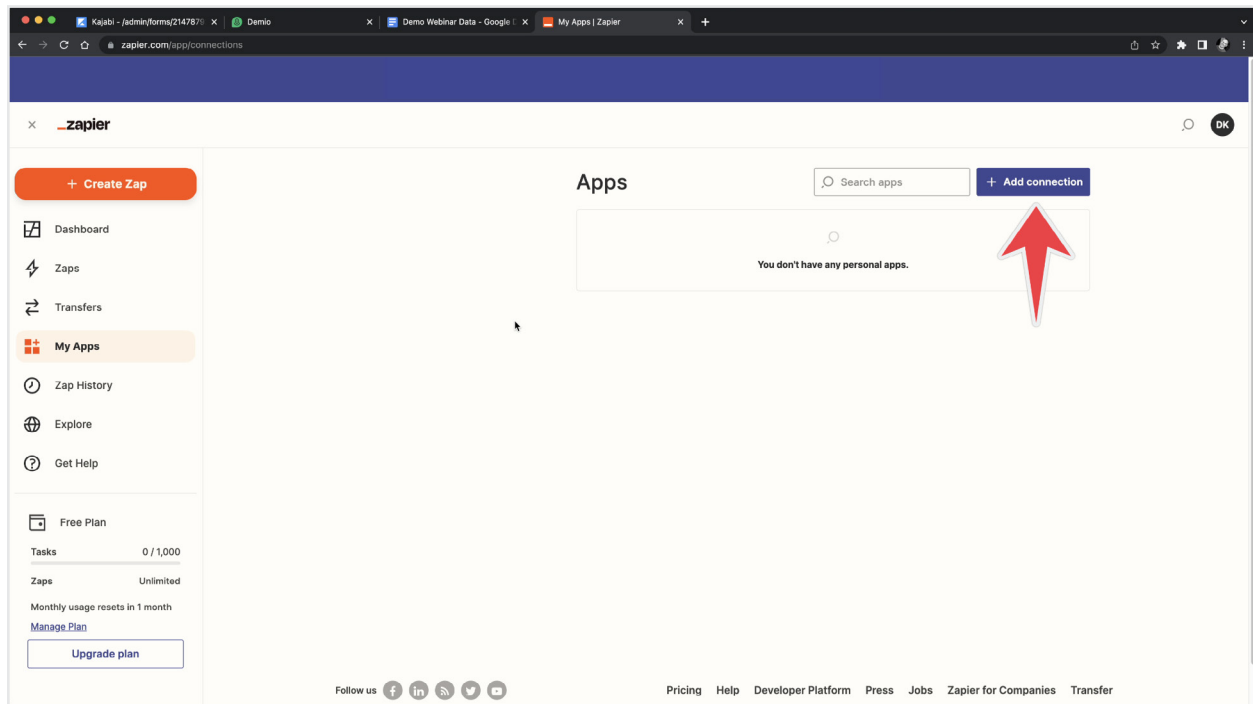 Kajabi - /admin/forms/2147879
Demio
Demo Webinar Data - Google
My Apps | Zapier
zapier.com/app/connections
_zapier
DK
+ Create Zap
Dashboard
Zaps
Transfers
My Apps
Zap History
Explore
Get Help
Free Plan
Tasks 0 / 1,000
Zaps Unlimited
Monthly usage resets in 1 month
Manage Plan
Upgrade plan
Apps
Search apps
+ Add connection
You don't have any personal apps.
Follow us
Pricing Help Developer Platform Press Jobs Zapier for Companies Transfer